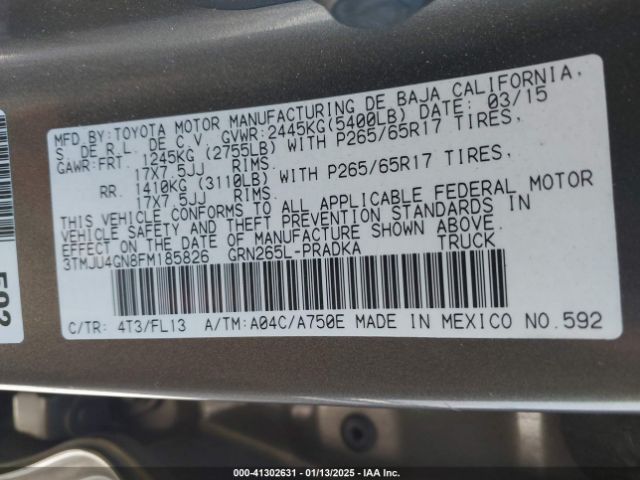 MFD BY:TOYOTA MOTOR MANUFACTURING DE BAJA CALIFORNIA,
S. DE R.L. DE C.V. GVWR:2445KG(5400LB) DATE: 03/15
GAWR:FRT. 1245KG (2755LB) WITH P265/65R17 TIRES,
17X7.5JJ RIMS.
RR. 1410KG (3110LB) WITH P265/65R17 TIRES,
17X7.5JJ RIMS.
THIS VEHICLE CONFORMS TO ALL APPLICABLE FEDERAL MOTOR
VEHICLE SAFETY AND THEFT PREVENTION STANDARDS IN
EFFECT ON THE DATE OF MANUFACTURE SHOWN ABOVE.
3TMJU4GN8FM185826 GRN265L-PRADKA TRUCK
C/TR: 4T3/FL13 A/TM:A04C/A750E MADE IN MEXICO NO.592
592
000-41302631 - 01/13/2025 - IAA Inc.